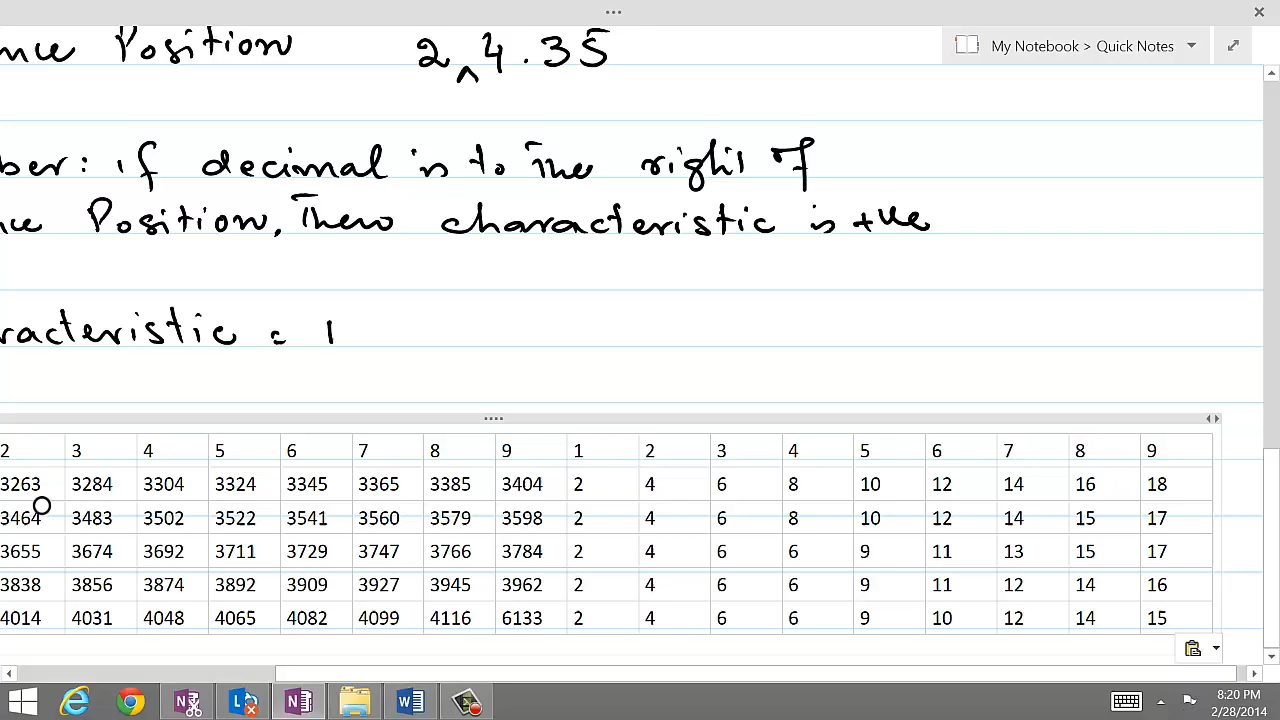 My Notebook > Quick Notes
nce Position 2 ^ 4.35
ber: if decimal is to The right of
nce Position, Then characteristic is +ve
racteristic = 1
2 3 4 5 6 7 8 9 1 2 3 4 5 6 7 8 9
3263 3284 3304 3324 3345 3365 3385 3404 2 4 6 8 10 12 14 16 18
3464 3483 3502 3522 3541 3560 3579 3598 2 4 6 8 10 12 14 15 17
3655 3674 3692 3711 3729 3747 3766 3784 2 4 6 6 9 11 13 15 17
3838 3856 3874 3892 3909 3927 3945 3962 2 4 6 6 9 11 12 14 16
4014 4031 4048 4065 4082 4099 4116 6133 2 4 6 6 9 10 12 14 15
8:20 PM
2/28/2014